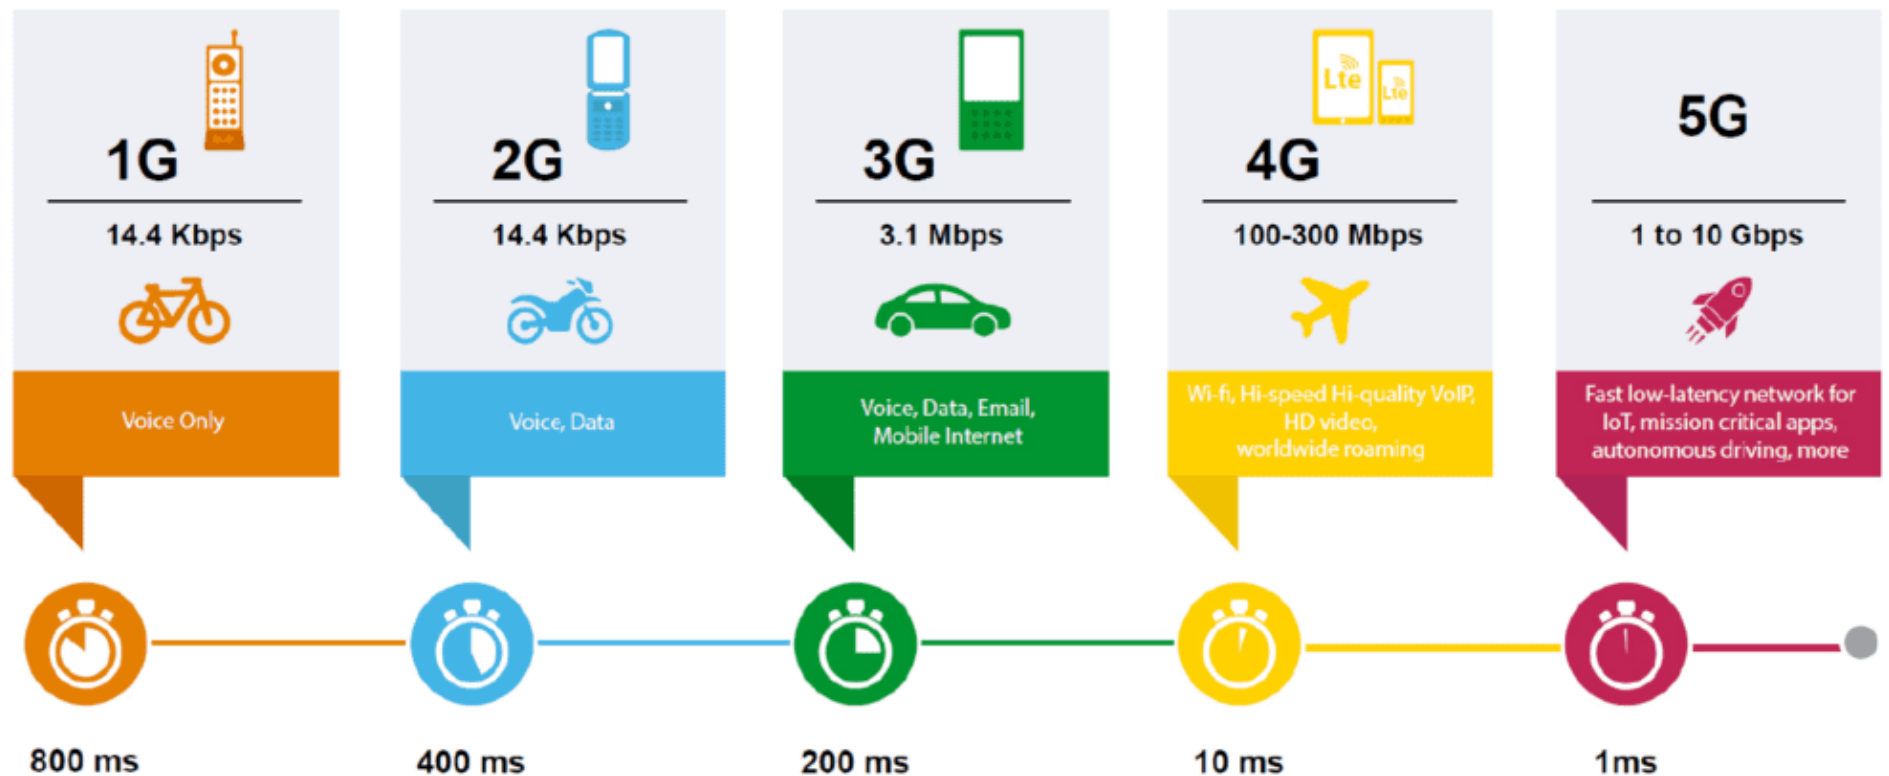 1G
14.4 Kbps
Voice Only
800 ms
2G
14.4 Kbps
Voice, Data
400 ms
3G
3.1 Mbps
Voice, Data, Email,
Mobile Internet
200 ms
Lte
Lte
4G
100-300 Mbps
Wi-fi, Hi-speed Hi-quality VoIP,
HD video,
worldwide roaming
10 ms
5G
1 to 10 Gbps
Fast low-latency network for
IoT, mission critical apps,
autonomous driving, more
1ms